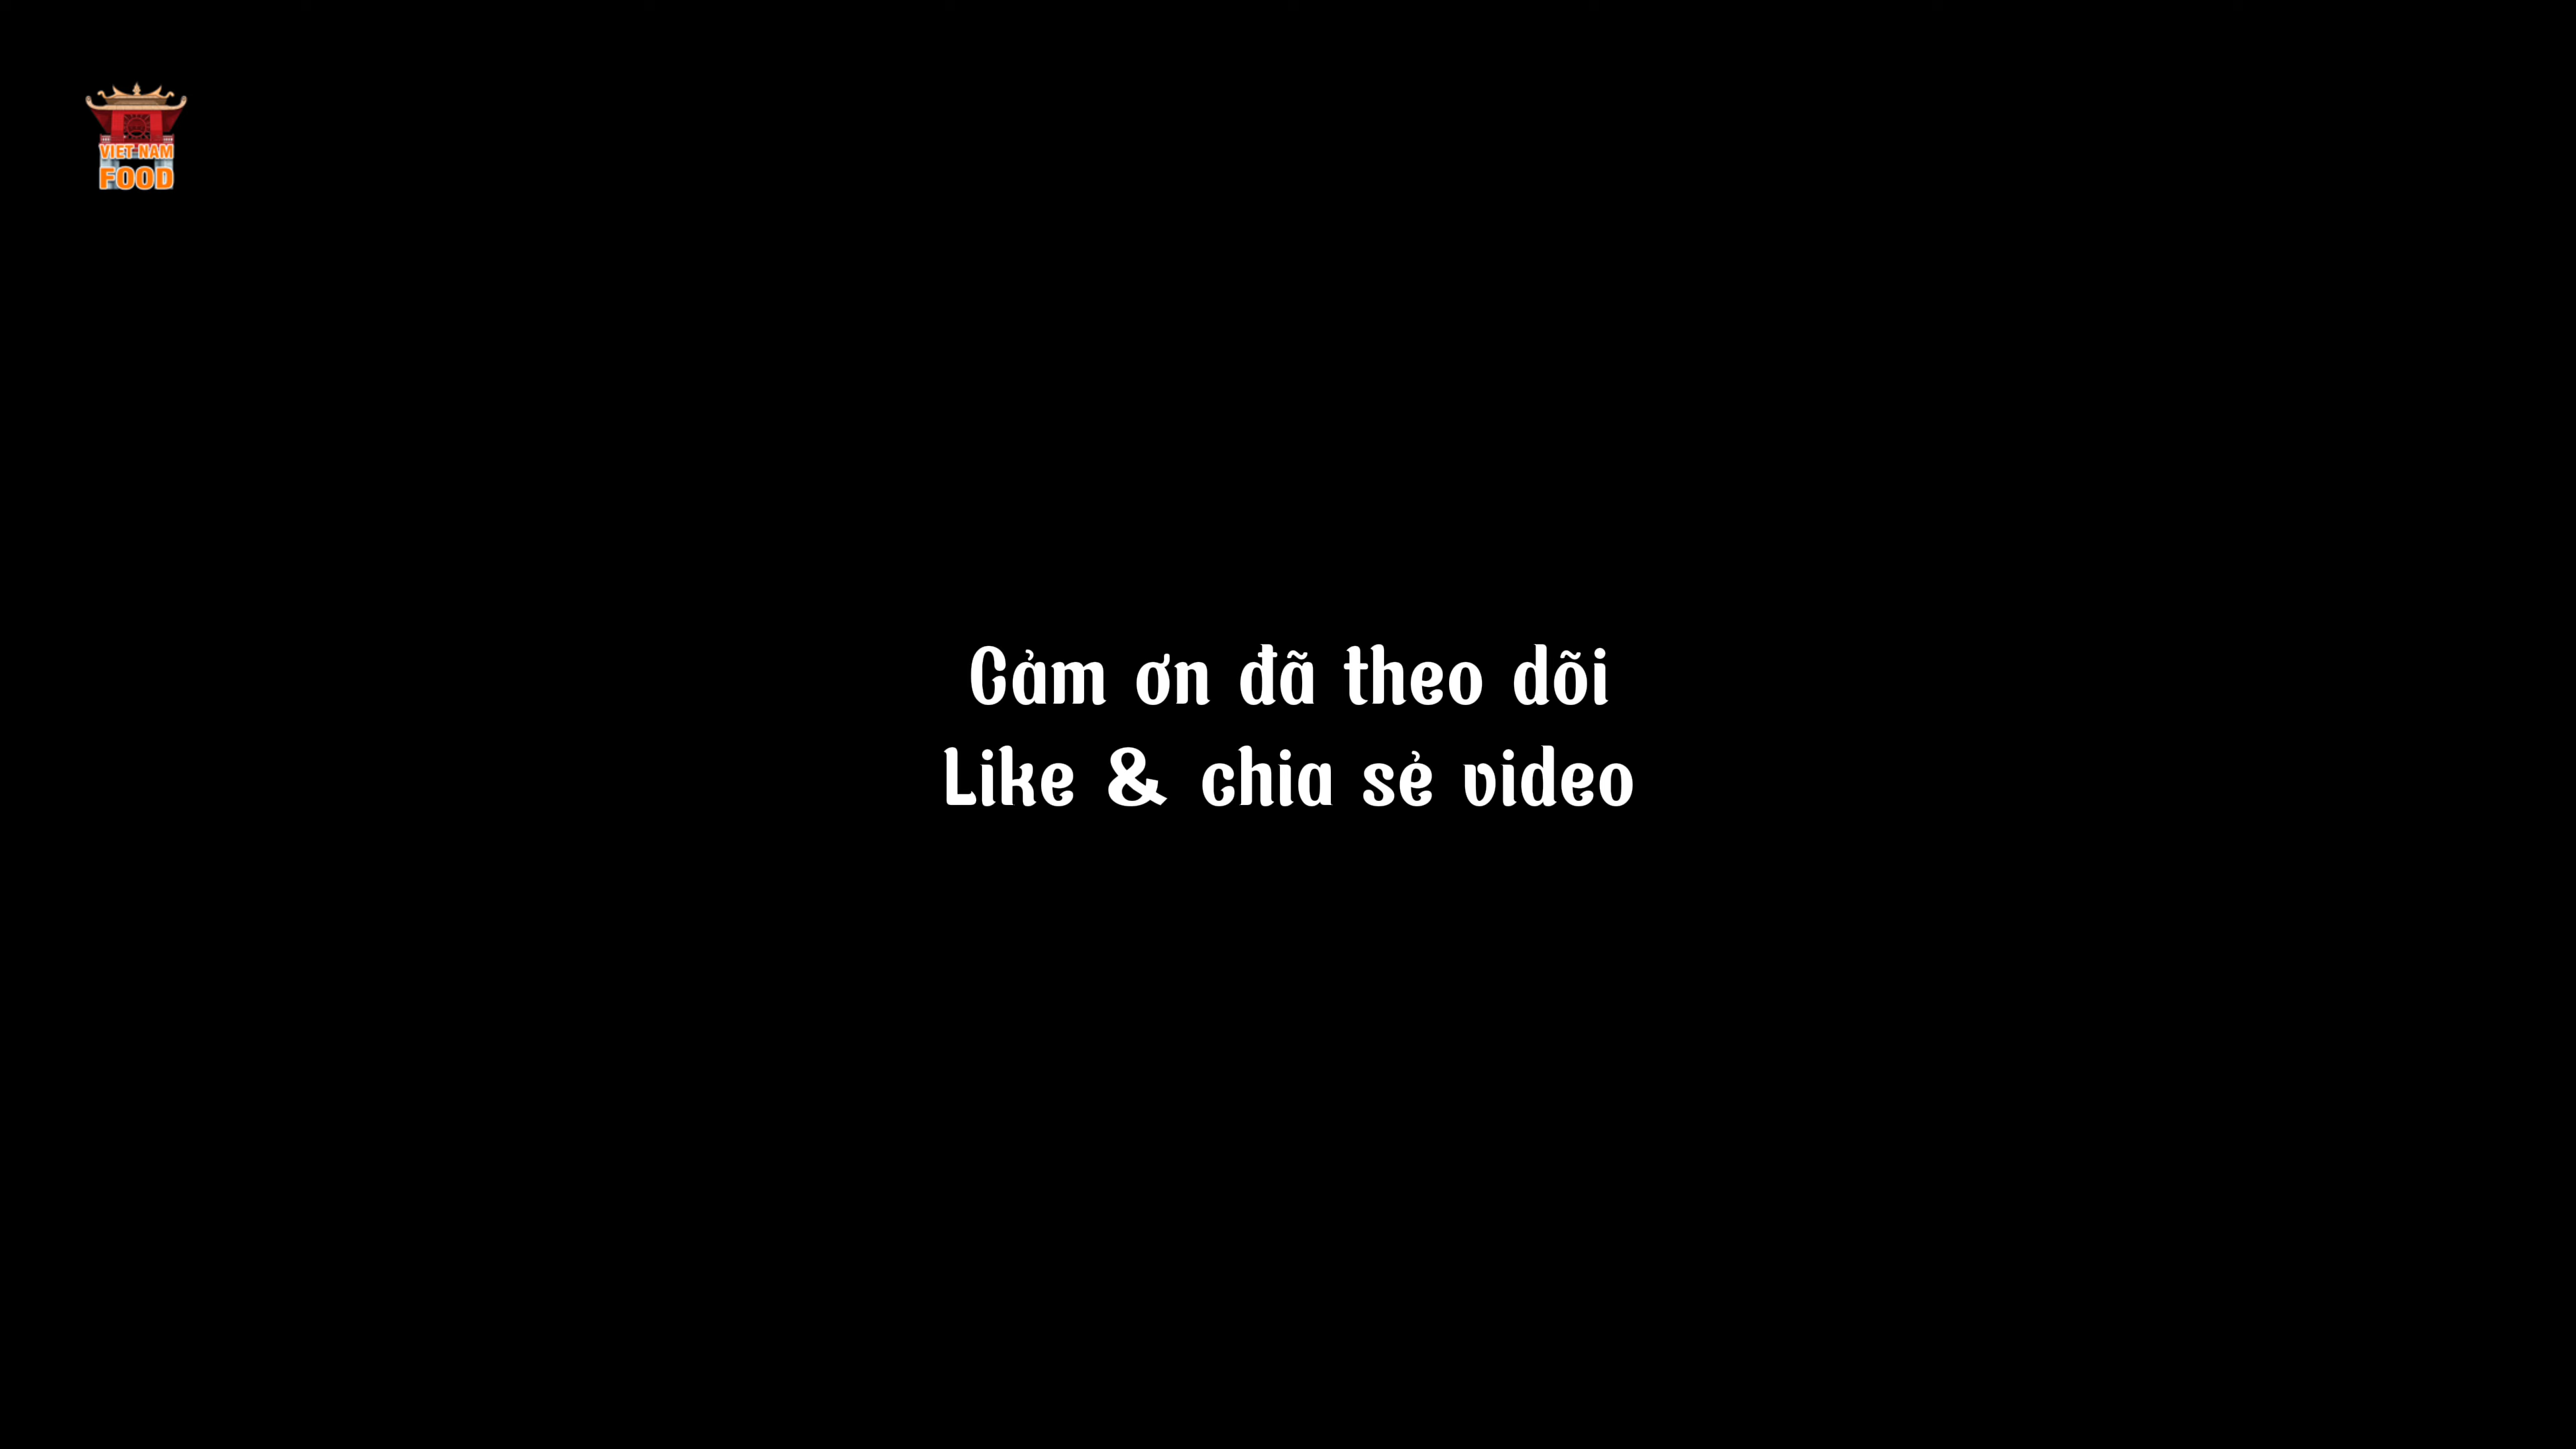 VIET NAM
FOOD
Cảm ơn đã theo dõi
Like & chia sẻ video